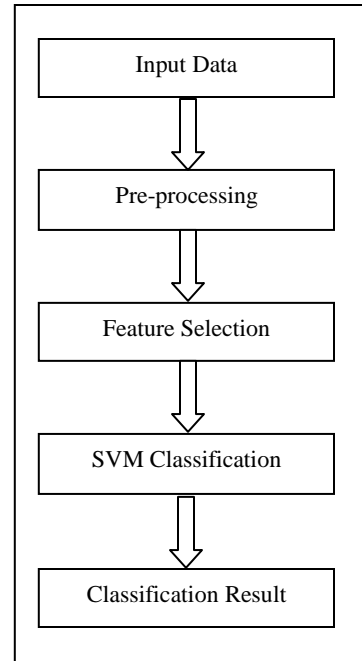 Input Data
Pre-processing
Feature Selection
SVM Classification
Classification Result